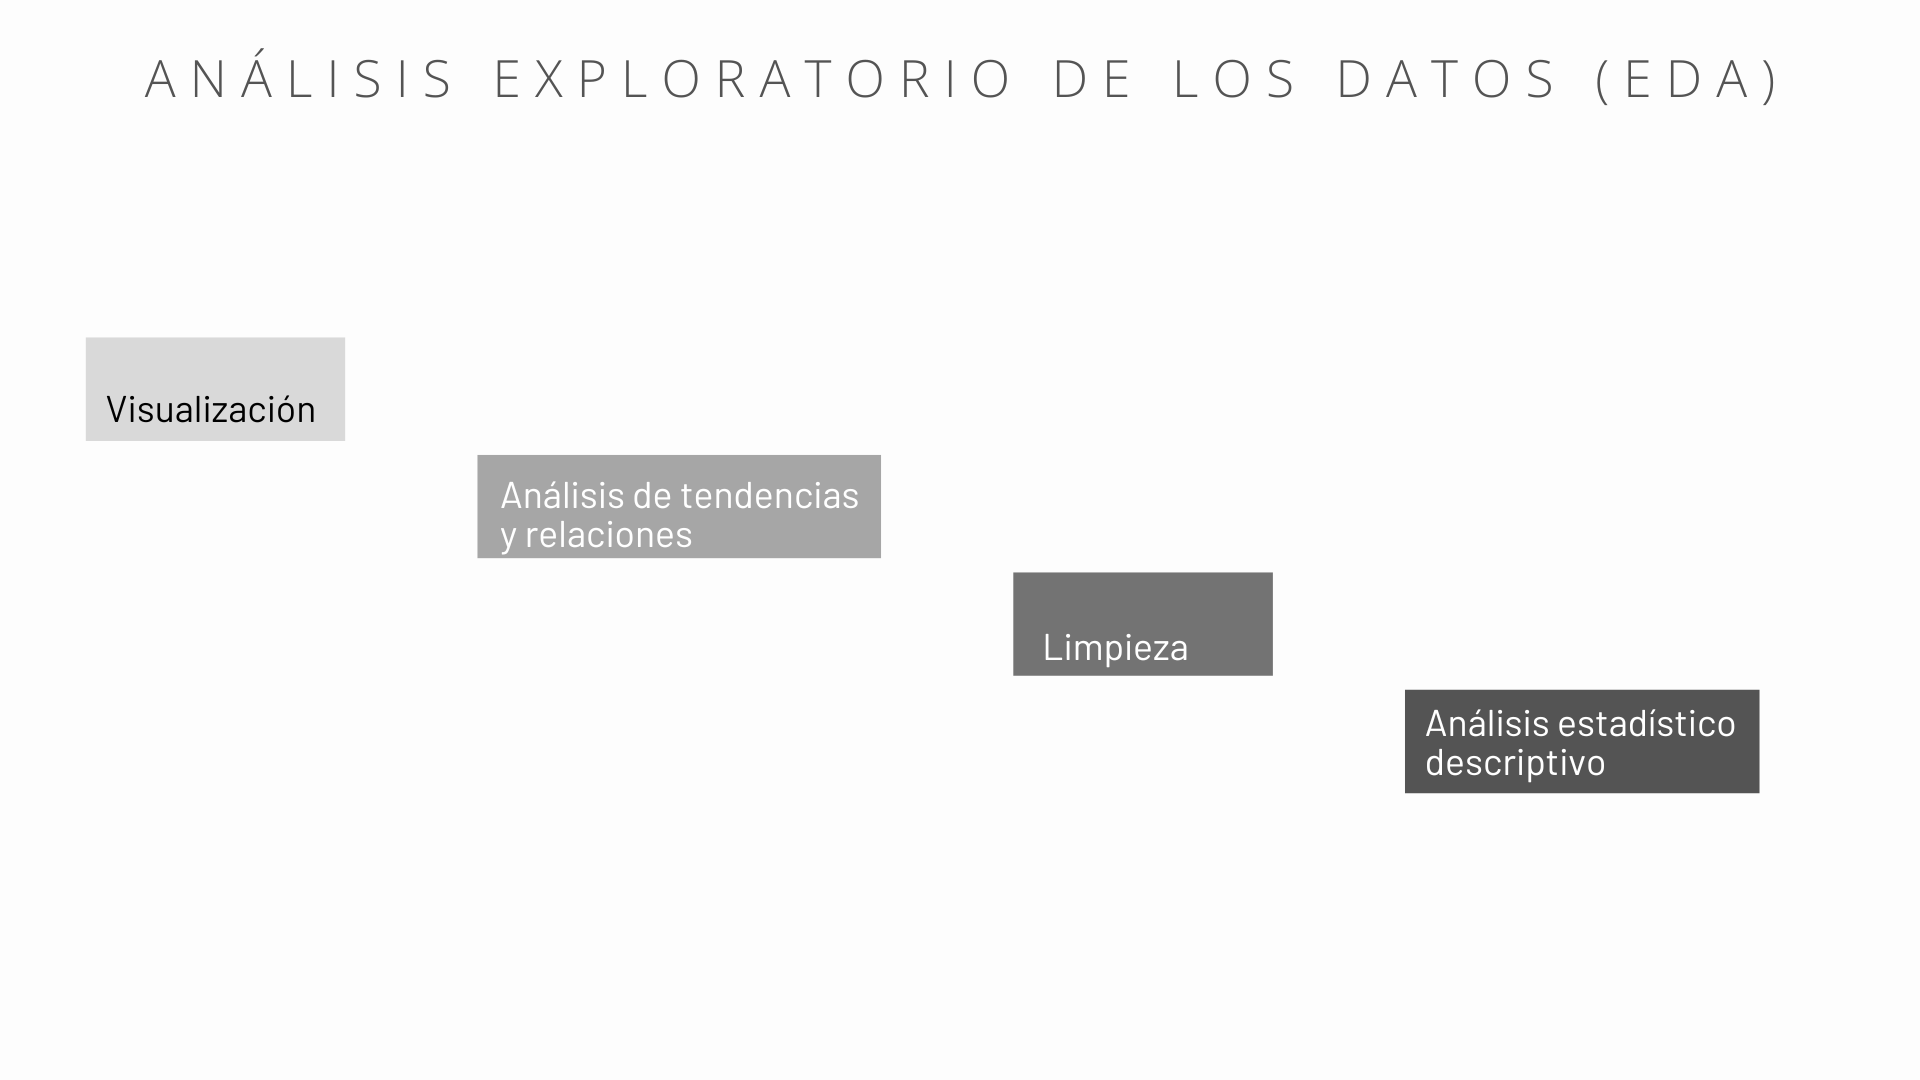 ANÁLISIS EXPLORATORIO DE LOS DATOS (EDA)
Visualización
Análisis de tendencias
y relaciones
Limpieza
Análisis estadístico
descriptivo